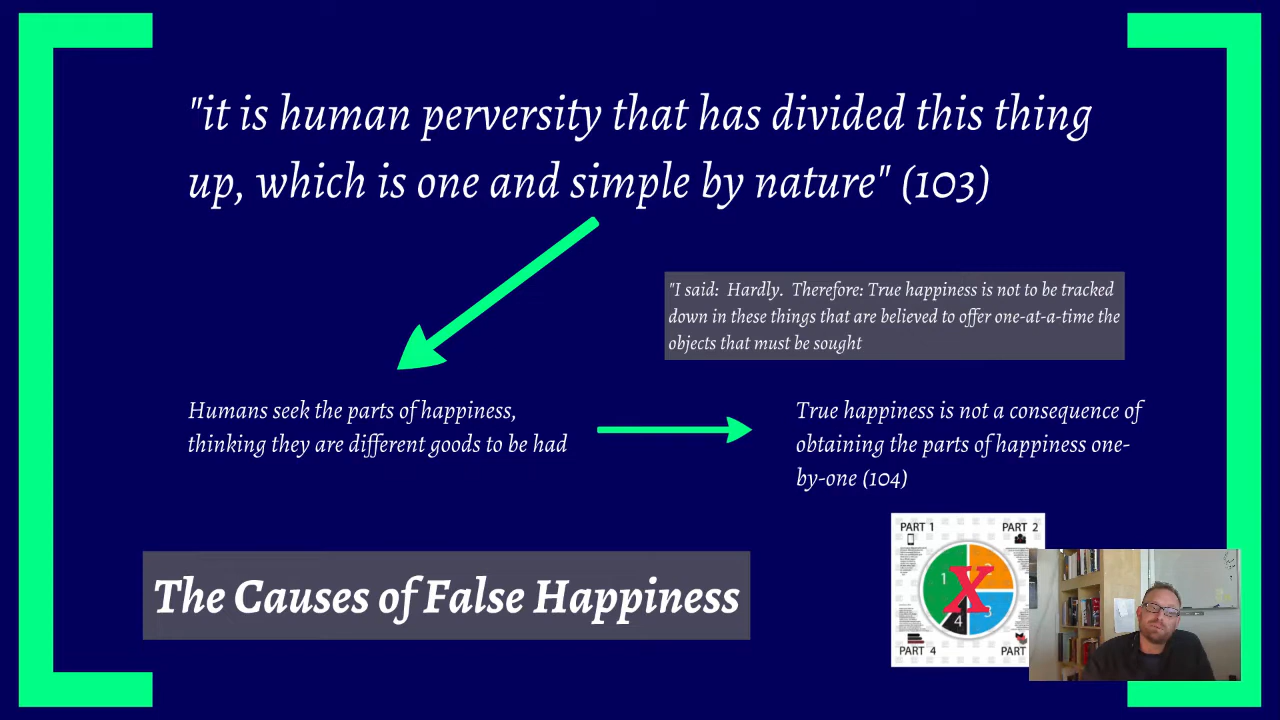 "it is human perversity that has divided this thing
up, which is one and simple by nature" (103)
"I said:  Hardly.  Therefore: True happiness is not to be tracked
down in these things that are believed to offer one-at-a-time the
objects that must be sought
Humans seek the parts of happiness,
thinking they are different goods to be had
True happiness is not a consequence of
obtaining the parts of happiness one-
by-one (104)
PART 1
PART 2
1
X
4
PART 4
PART
The Causes of False Happiness